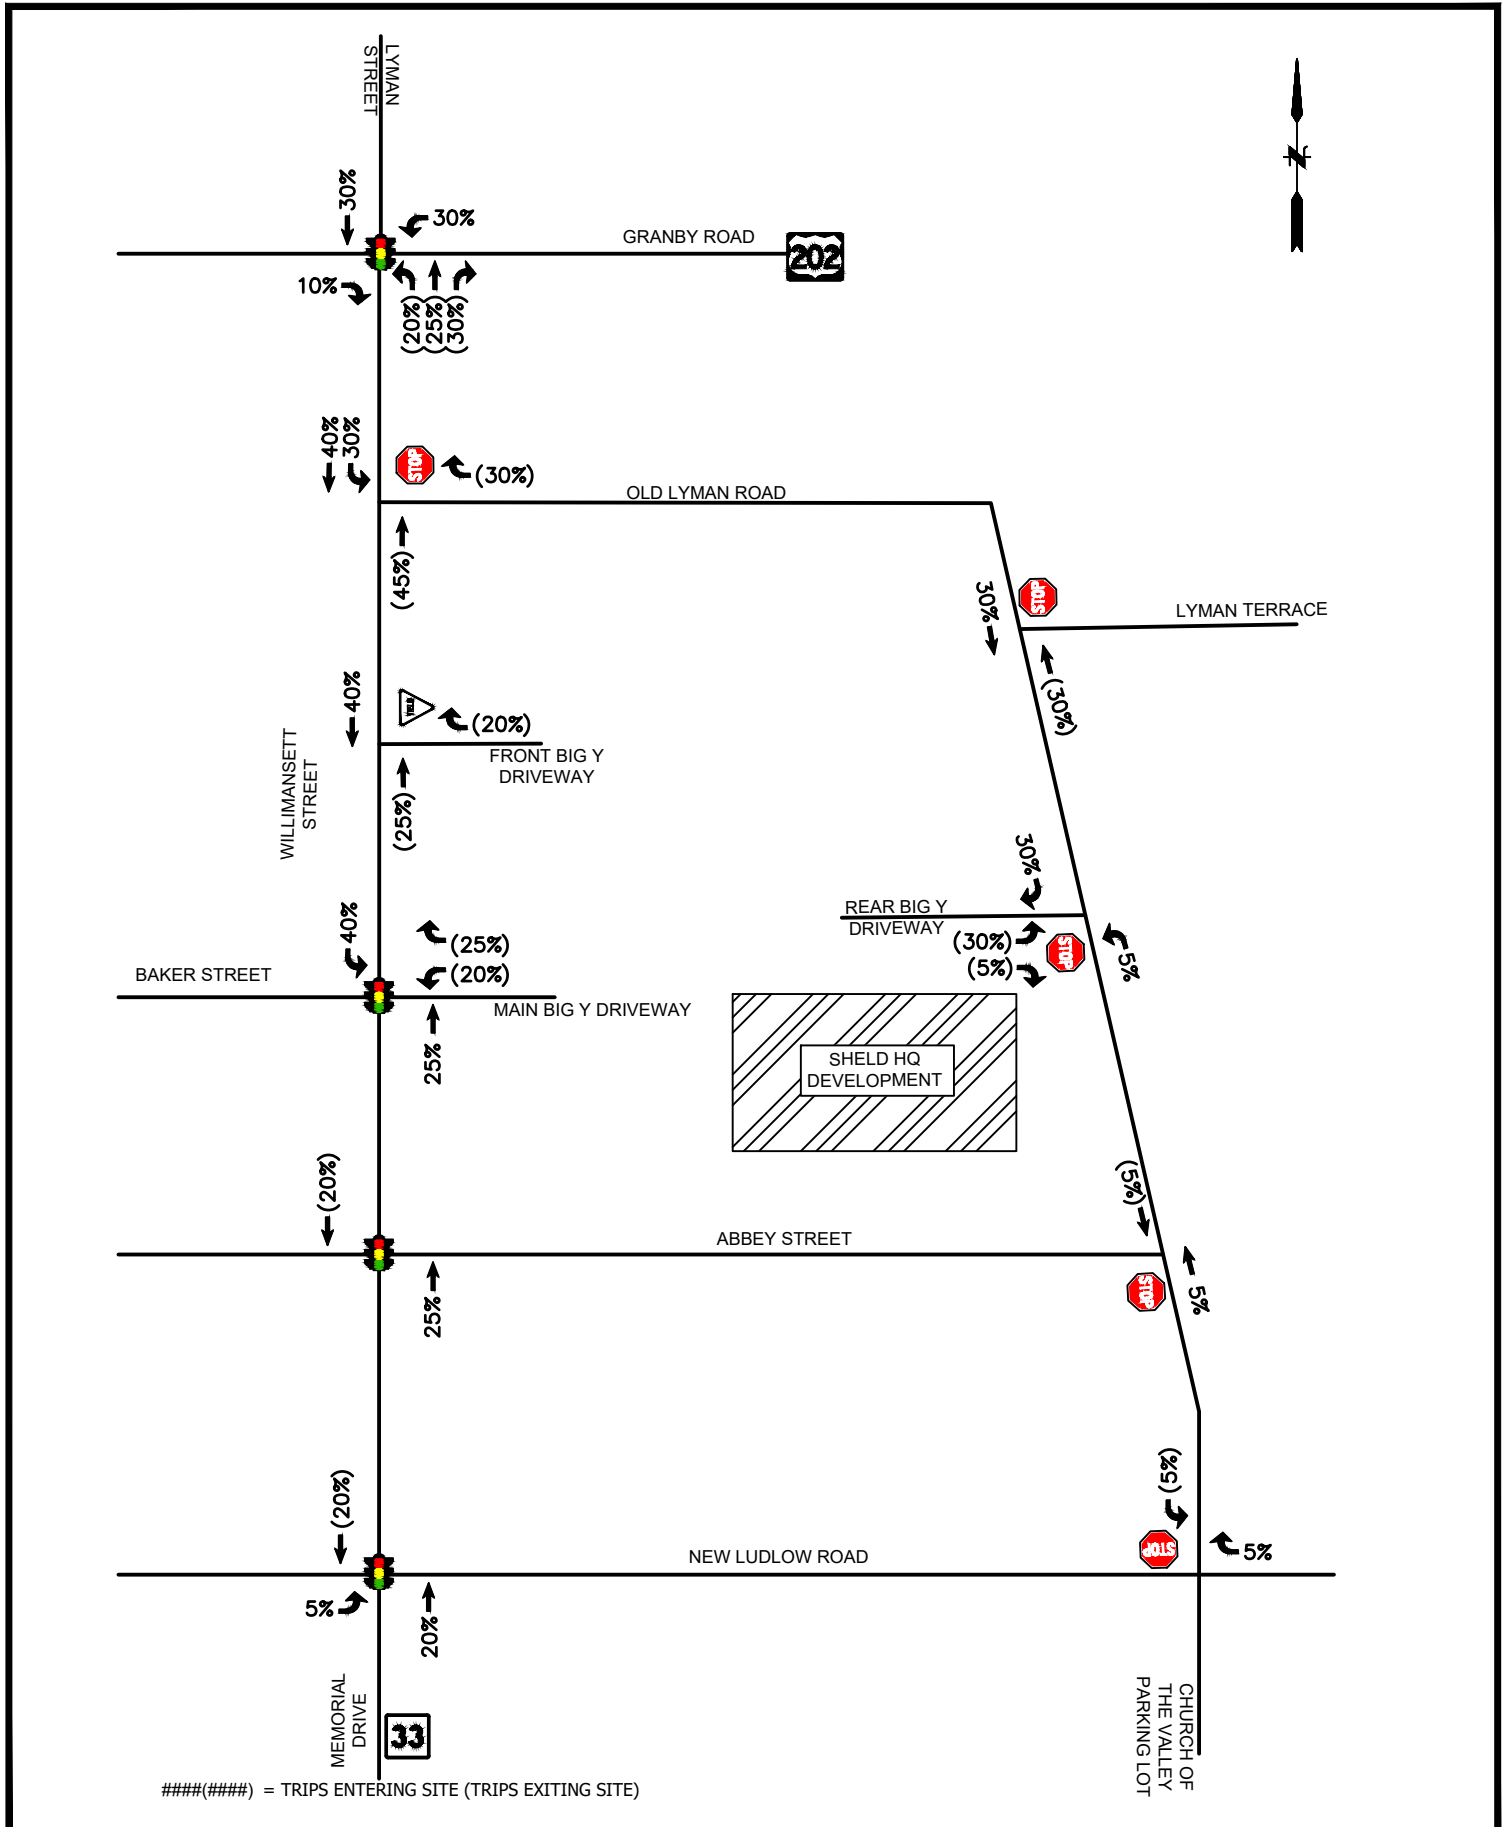 LYMAN
STREET
30%
30%
GRANBY ROAD
202
10%
(20%)
(25%)
(30%)
40%
30%
STOP
(30%)
OLD LYMAN ROAD
(45%)
30%
STOP
LYMAN TERRACE
(30%)
40%
YIELD
(20%)
FRONT BIG Y
DRIVEWAY
WILLIMANSETT
STREET
(25%)
30%
REAR BIG Y
DRIVEWAY
40%
(25%)
(20%)
(30%)
(5%)
STOP
5%
BAKER STREET
MAIN BIG Y DRIVEWAY
25%
SHELD HQ
DEVELOPMENT
(20%)
(5%)
ABBEY STREET
25%
STOP
5%
(20%)
(5%)
NEW LUDLOW ROAD
STOP
5%
5%
20%
MEMORIAL
DRIVE
33
CHURCH OF
THE VALLEY
PARKING LOT
####(####) = TRIPS ENTERING SITE (TRIPS EXITING SITE)